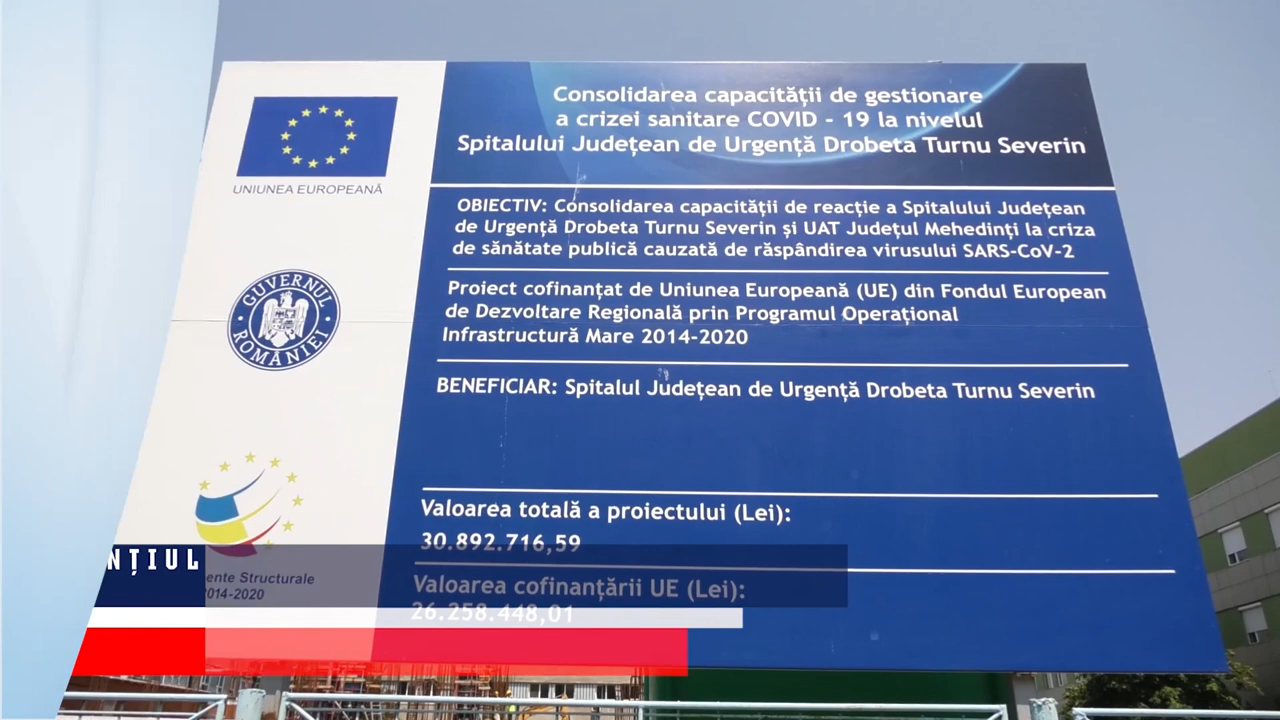 Consolidarea capacității de gestionare
a crizei sanitare COVID - 19 la nivelul
Spitalului Județean de Urgență Drobeta Turnu Severin
UNIUNEA EUROPEANĂ
OBIECTIV: Consolidarea capacității de reacție a Spitalului Județean
de Urgență Drobeta Turnu Severin și UAT Județul Mehedinți la criza
de sănătate publică cauzată de răspândirea virusului SARS-CoV-2
GUVERNUL ROMÂNIEI
Proiect cofinanțat de Uniunea Europeană (UE) din Fondul European
de Dezvoltare Regională prin Programul Operațional
Infrastructură Mare 2014-2020
BENEFICIAR: Spitalul Județean de Urgență Drobeta Turnu Severin
Valoarea totală a proiectului (Lei):
30.892.716,59
Valoarea cofinanțării UE (Lei):
26.258.448,01
NȚIUL
ente Structurale
2014-2020